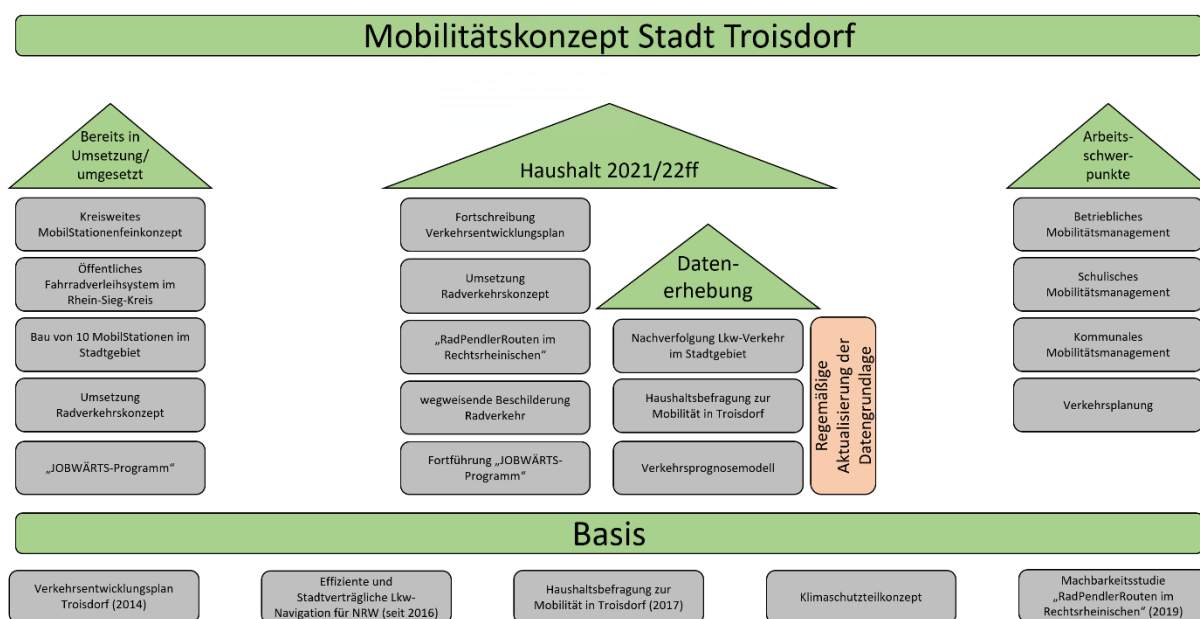 Mobilitätskonzept Stadt Troisdorf
Bereits in
Umsetzung/
umgesetzt
Kreisweites
MobilStationenfeinkonzept
Öffentliches
Fahrradverleihsystem im
Rhein-Sieg-Kreis
Bau von 10 MobilStationen im
Stadtgebiet
Umsetzung
Radverkehrskonzept
„JOBWÄRTS-Programm“
Haushalt 2021/22ff
Fortschreibung
Verkehrsentwicklungsplan
Umsetzung
Radverkehrskonzept
„RadPendlerRouten im
Rechtsrheinischen“
wegweisende Beschilderung
Radverkehr
Fortführung „JOBWÄRTS-
Programm“
Daten-
erhebung
Nachverfolgung Lkw-Verkehr
im Stadtgebiet
Haushaltsbefragung zur
Mobilität in Troisdorf
Verkehrsprognosemodell
Regemäßige
Aktualisierung der
Datengrundlage
Arbeits-
schwer-
punkte
Betriebliches
Mobilitätsmanagement
Schulisches
Mobilitätsmanagement
Kommunales
Mobilitätsmanagement
Verkehrsplanung
Basis
Verkehrsentwicklungsplan
Troisdorf (2014)
Effiziente und
Stadtverträgliche Lkw-
Navigation für NRW (seit 2016)
Haushaltsbefragung zur
Mobilität in Troisdorf (2017)
Klimaschutzteilkonzept
Machbarkeitsstudie
„RadPendlerRouten im
Rechtsrheinischen“ (2019)